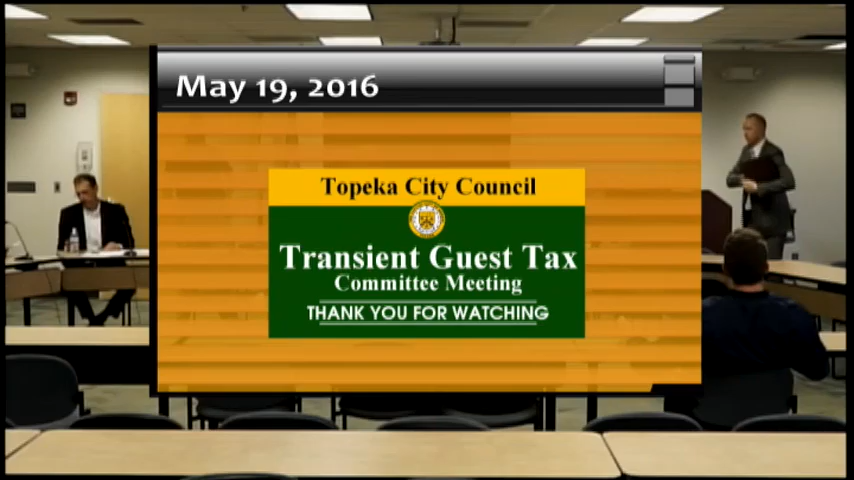 May 19, 2016
Topeka City Council
Transient Guest Tax
Committee Meeting
THANK YOU FOR WATCHING